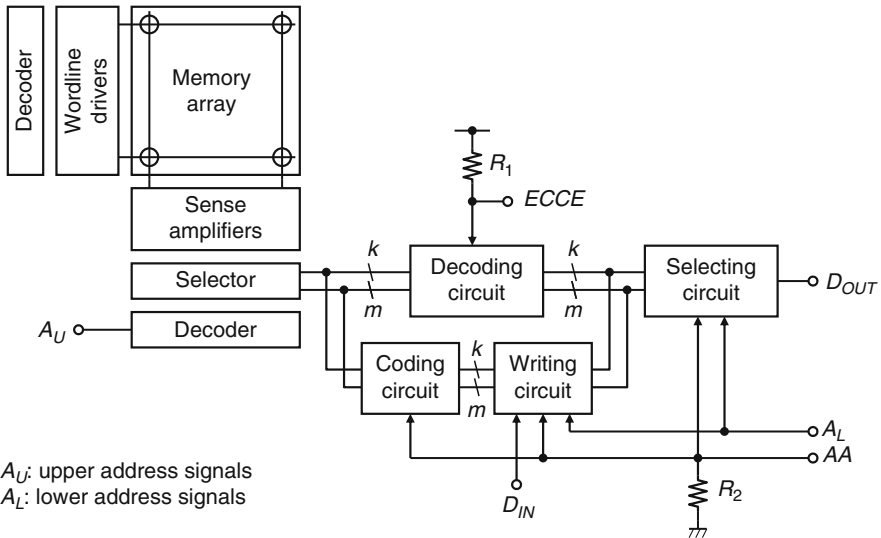 Decoder
Wordline
drivers
Memory
array
Sense
amplifiers
R1
ECCE
Selector
k
m
Decoding
circuit
k
m
Selecting
circuit
DOUT
AU
Decoder
Coding
circuit
k
m
Writing
circuit
AL
AA
AU: upper address signals
AL: lower address signals
DIN
R2